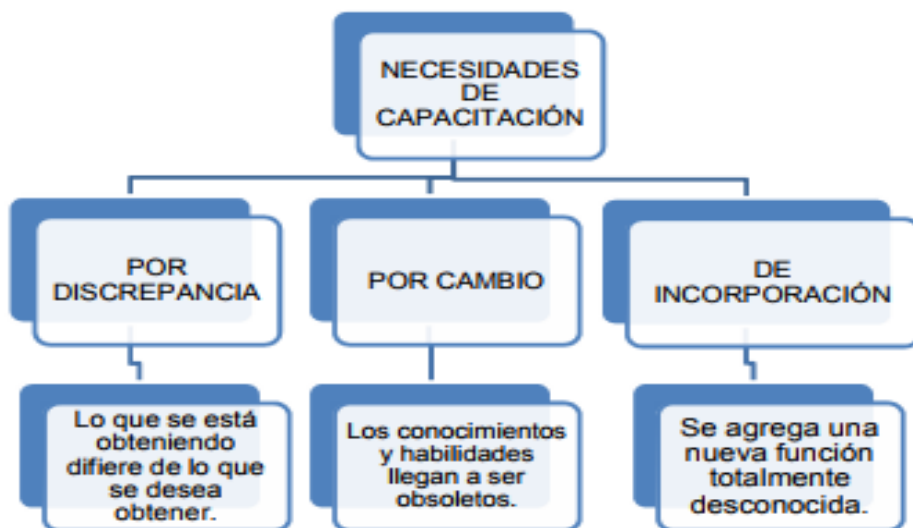 NECESIDADES
DE
CAPACITACIÓN
POR
DISCREPANCIA
POR CAMBIO
DE
INCORPORACIÓN
Lo que se está
obteniendo
difiere de lo que
se desea
obtener.
Los conocimientos
y habilidades
llegan a ser
obsoletos.
Se agrega una
nueva función
totalmente
desconocida.